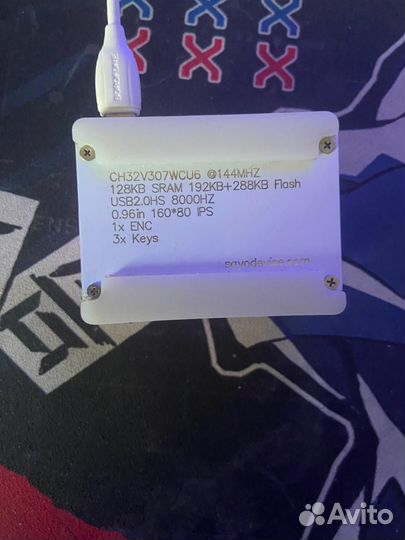 BOROFONE
CH32V307WCU6 @144MHZ
128KB SRAM 192KB+288KB Flash
USB2.0HS 8000HZ
0.96in 160*80 IPS
1x ENC
3x Keys
sayodevice.com
Avito